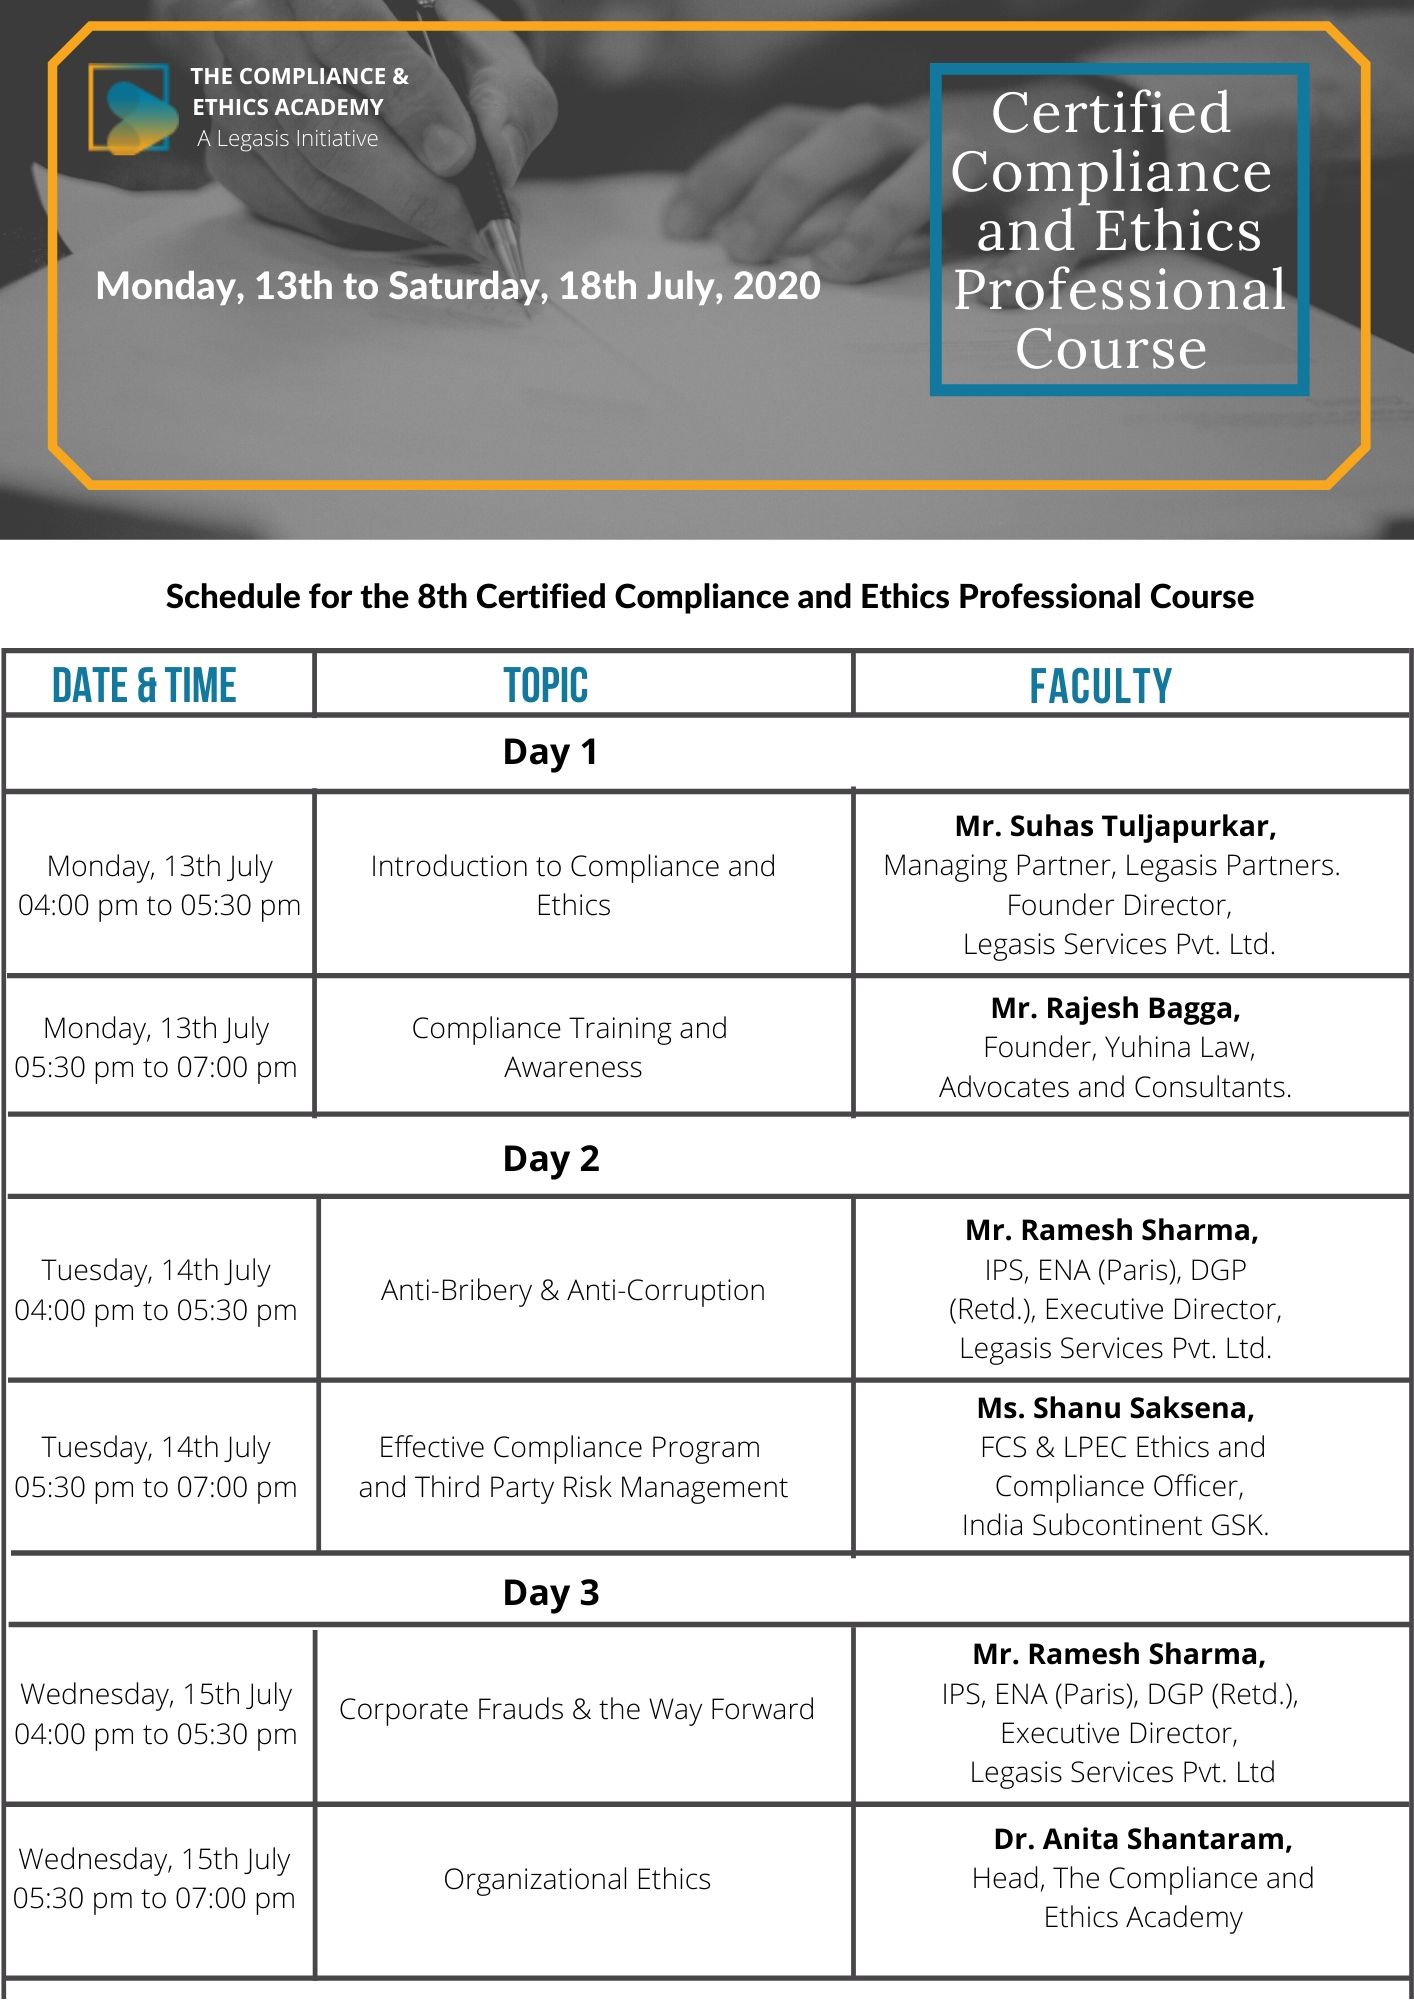 THE COMPLIANCE &
ETHICS ACADEMY
A Legasis Initiative
Monday, 13th to Saturday, 18th July, 2020
Certified
Compliance
and Ethics
Professional
Course
Schedule for the 8th Certified Compliance and Ethics Professional Course
DATE & TIME
TOPIC
FACULTY
Day 1
Monday, 13th July
04:00 pm to 05:30 pm
Introduction to Compliance and
Ethics
Mr. Suhas Tuljapurkar,
Managing Partner, Legasis Partners.
Founder Director,
Legasis Services Pvt. Ltd.
Monday, 13th July
05:30 pm to 07:00 pm
Compliance Training and
Awareness
Mr. Rajesh Bagga,
Founder, Yuhina Law,
Advocates and Consultants.
Day 2
Tuesday, 14th July
04:00 pm to 05:30 pm
Anti-Bribery & Anti-Corruption
Mr. Ramesh Sharma,
IPS, ENA (Paris), DGP
(Retd.), Executive Director,
Legasis Services Pvt. Ltd.
Tuesday, 14th July
05:30 pm to 07:00 pm
Effective Compliance Program
and Third Party Risk Management
Ms. Shanu Saksena,
FCS & LPEC Ethics and
Compliance Officer,
India Subcontinent GSK.
Day 3
Wednesday, 15th July
04:00 pm to 05:30 pm
Corporate Frauds & the Way Forward
Mr. Ramesh Sharma,
IPS, ENA (Paris), DGP (Retd.),
Executive Director,
Legasis Services Pvt. Ltd
Wednesday, 15th July
05:30 pm to 07:00 pm
Organizational Ethics
Dr. Anita Shantaram,
Head, The Compliance and
Ethics Academy